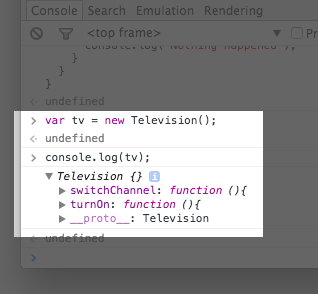 Console Search Emulation Rendering
<top frame> Pres
console.log("Nothing happened");
}
}
}
undefined
var tv = new Television();
undefined
console.log(tv);
Television {}
switchChannel: function (){
turnOn: function (){
__proto__: Television
undefined